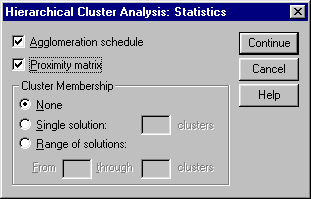 Hierarchical Cluster Analysis: Statistics
Agglomeration schedule
Continue
Proximity matrix
Cancel
Cluster Membership
Help
None
Single solution: clusters
Range of solutions:
From through clusters